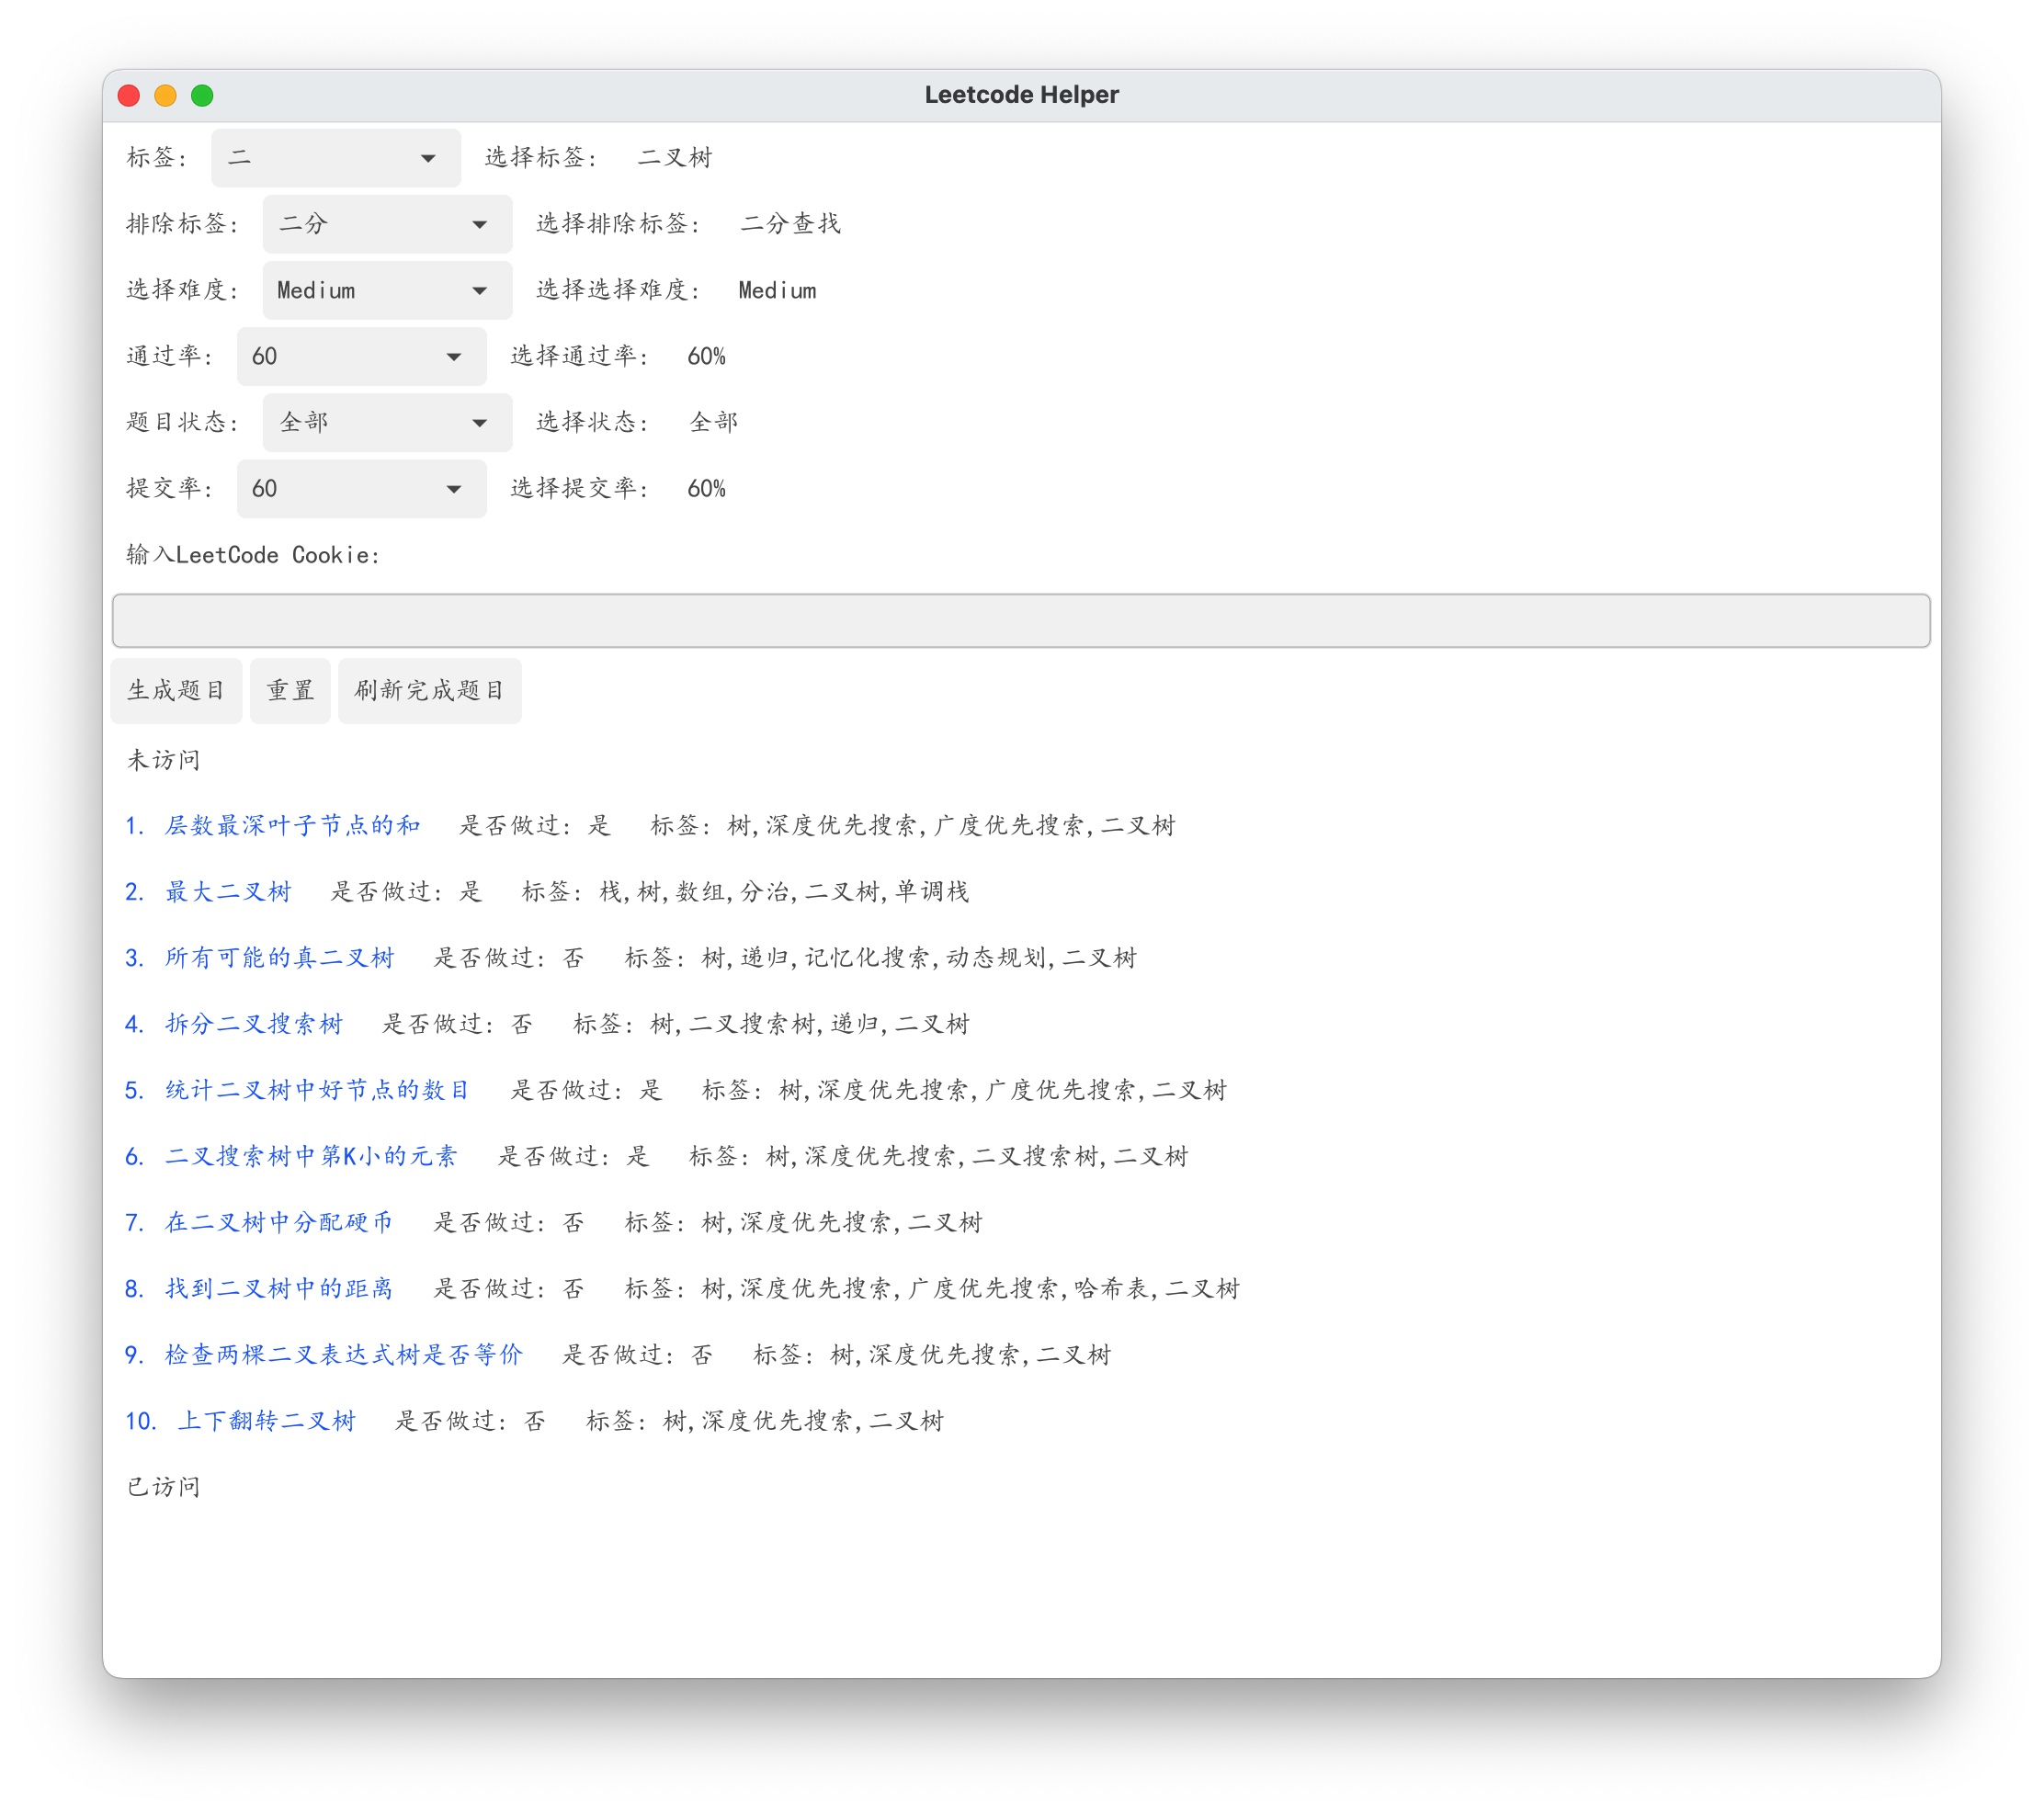 Leetcode Helper
标签: 二 选择标签: 二叉树
排除标签: 二分 选择排除标签: 二分查找
选择难度: Medium 选择选择难度: Medium
通过率: 60 选择通过率: 60%
题目状态: 全部 选择状态: 全部
提交率: 60 选择提交率: 60%
输入LeetCode Cookie:
生成题目 重置 刷新完成题目
未访问
1. 层数最深叶子节点的和 是否做过: 是 标签: 树,深度优先搜索,广度优先搜索,二叉树
2. 最大二叉树 是否做过: 是 标签: 栈,树,数组,分治,二叉树,单调栈
3. 所有可能的真二叉树 是否做过: 否 标签: 树,递归,记忆化搜索,动态规划,二叉树
4. 拆分二叉搜索树 是否做过: 否 标签: 树,二叉搜索树,递归,二叉树
5. 统计二叉树中好节点的数目 是否做过: 是 标签: 树,深度优先搜索,广度优先搜索,二叉树
6. 二叉搜索树中第K小的元素 是否做过: 是 标签: 树,深度优先搜索,二叉搜索树,二叉树
7. 在二叉树中分配硬币 是否做过: 否 标签: 树,深度优先搜索,二叉树
8. 找到二叉树中的距离 是否做过: 否 标签: 树,深度优先搜索,广度优先搜索,哈希表,二叉树
9. 检查两棵二叉表达式树是否等价 是否做过: 否 标签: 树,深度优先搜索,二叉树
10. 上下翻转二叉树 是否做过: 否 标签: 树,深度优先搜索,二叉树
已访问